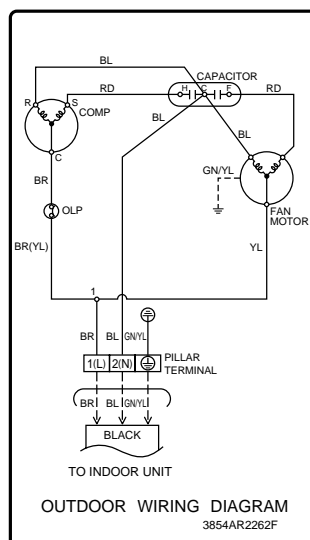 BL
CAPACITOR
R S RD H C F RD
COMP
BL
BL
C
GN/YL
BR
FAN
MOTOR
OLP
BR(YL) YL
1
BR BL GN/YL
1(L) 2(N) PILLAR
TERMINAL
BR BL GN/YL
BLACK
TO INDOOR UNIT
OUTDOOR WIRING DIAGRAM
3854AR2262F